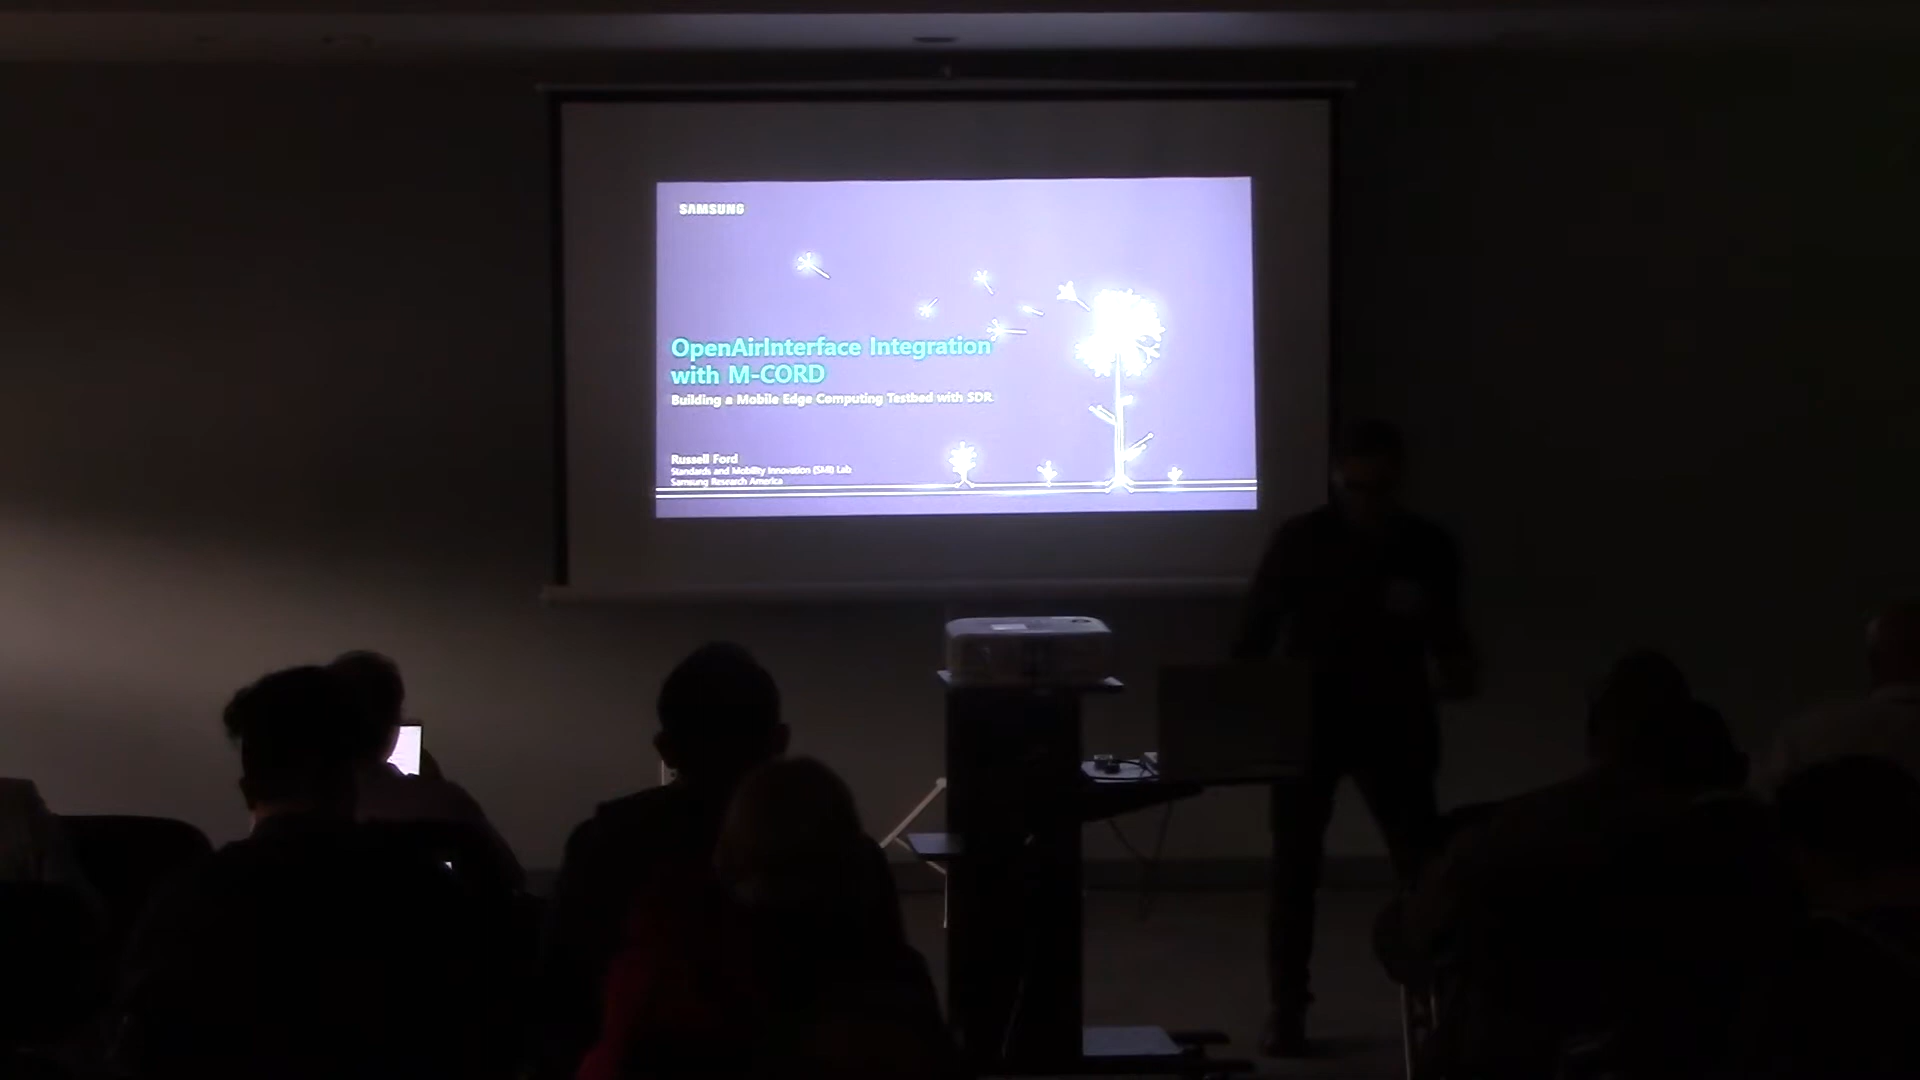 SAMSUNG
OpenAirInterface Integration
with M-CORD
Building a Mobile Edge Computing Testbed with SDR
Russell Ford
Standards and Mobility Innovation (SMI) Lab
Samsung Research America